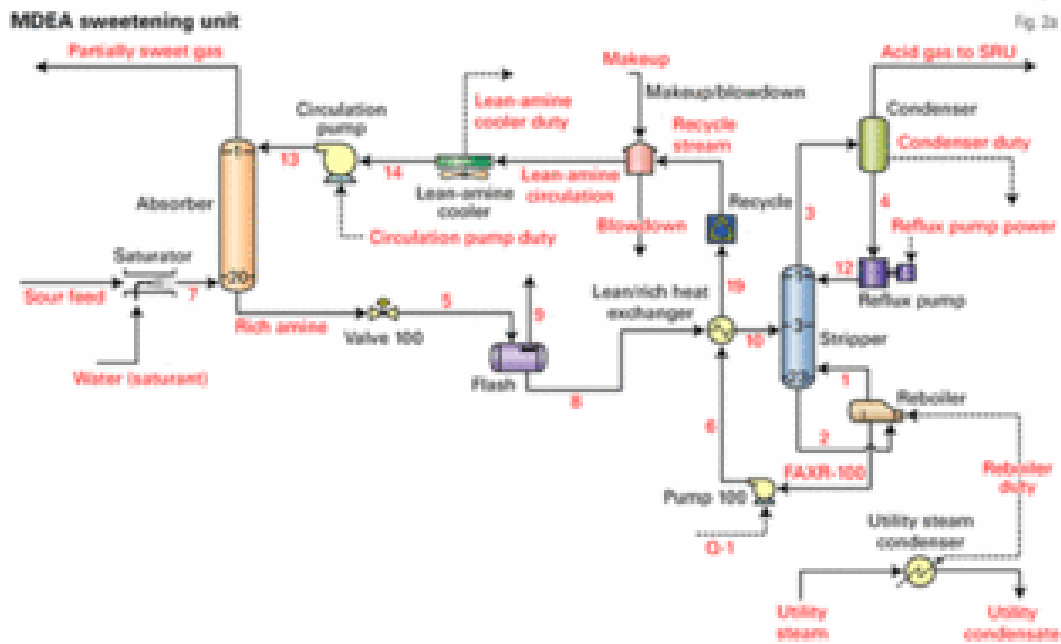 MDEA sweetening unit
Fig. 2a
Partially sweet gas
Acid gas to SRU
Makeup
Makeup/blowdown
Condenser
Circulation
pump
Lean-amine
cooler duty
Recycle
stream
Condenser duty
13
14
Lean-amine
circulation
Lean-amine
cooler
Absorber
1
20
Recycle
3
4
Circulation pump duty
Blowdown
Reflux pump power
Saturator
12
Reflux pump
Sour feed
7
19
Lean/rich heat
exchanger
5
9
Rich amine
Valve 100
10
1
3
Stripper
Water (saturant)
Flash
8
1
Reboiler
6
2
FAXR-100
Reboiler
duty
Pump 100
Utility steam
condenser
Q-1
Utility
steam
Utility
condensate